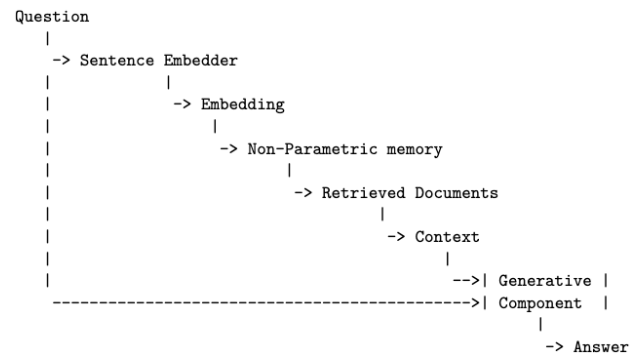 Question
|
-> Sentence Embedder
| |
| -> Embedding
| |
| -> Non-Parametric memory
| |
| -> Retrieved Documents
| |
| -> Context
| |
| -->| Generative |
---------------------------------------------->| Component |
|
-> Answer